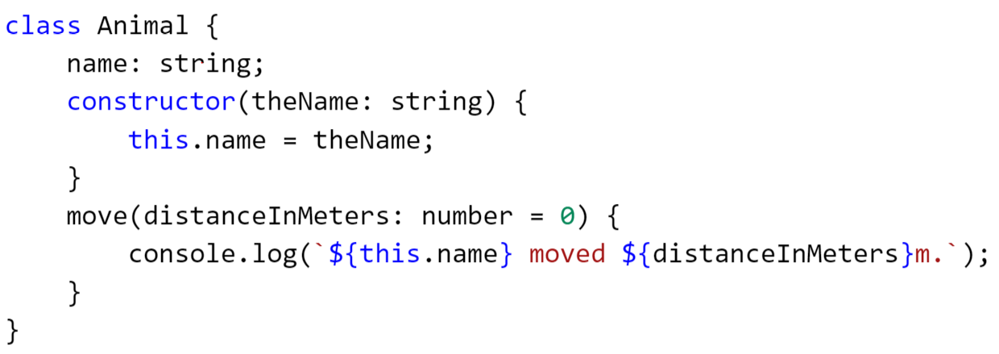 class Animal {
    name: string;
    constructor(theName: string) {
        this.name = theName;
    }
    move(distanceInMeters: number = 0) {
        console.log(`${this.name} moved ${distanceInMeters}m.`);
    }
}